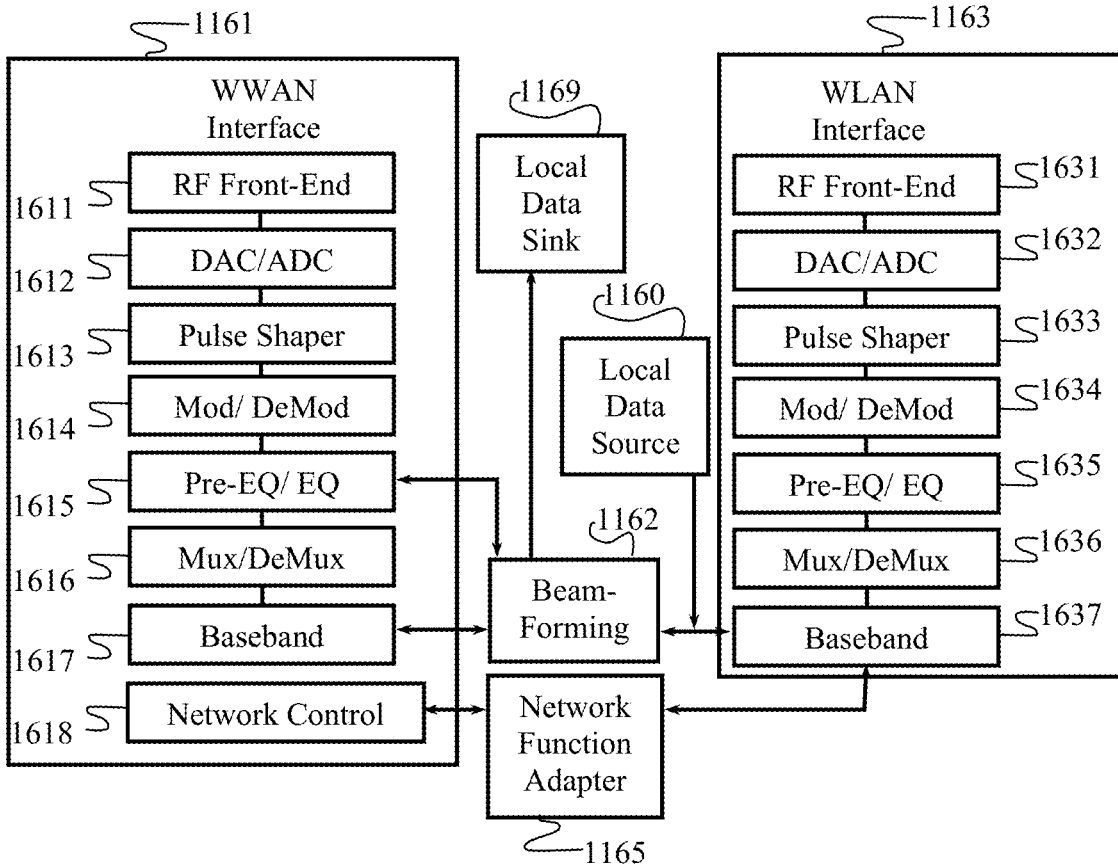 1161
WWAN
Interface
RF Front-End
1611
DAC/ADC
1612
Pulse Shaper
1613
Mod/ DeMod
1614
Pre-EQ/ EQ
1615
Mux/DeMux
1616
Baseband
1617
Network Control
1618
1169
Local
Data
Sink
1160
Local
Data
Source
1162
Beam-
Forming
Network
Function
Adapter
1165
1163
WLAN
Interface
RF Front-End
1631
DAC/ADC
1632
Pulse Shaper
1633
Mod/ DeMod
1634
Pre-EQ/ EQ
1635
Mux/DeMux
1636
Baseband
1637